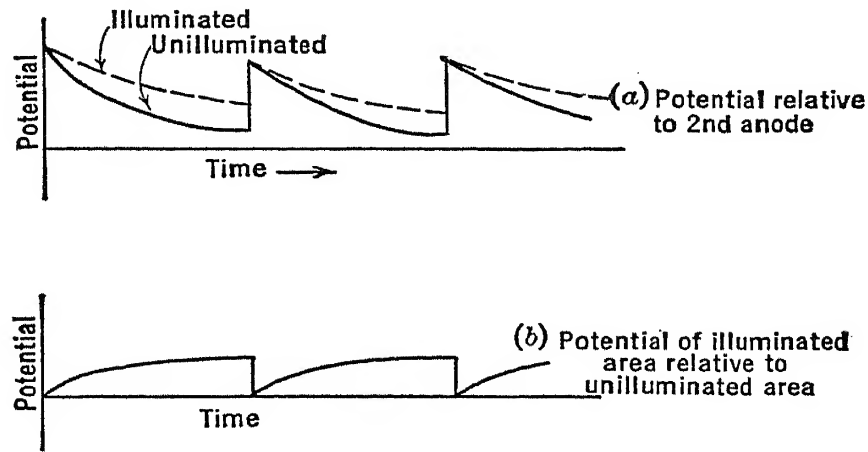 Illuminated
Unilluminated
Potential
Time
(a) Potential relative
to 2nd anode
Potential
Time
(b) Potential of illuminated
area relative to
unilluminated area